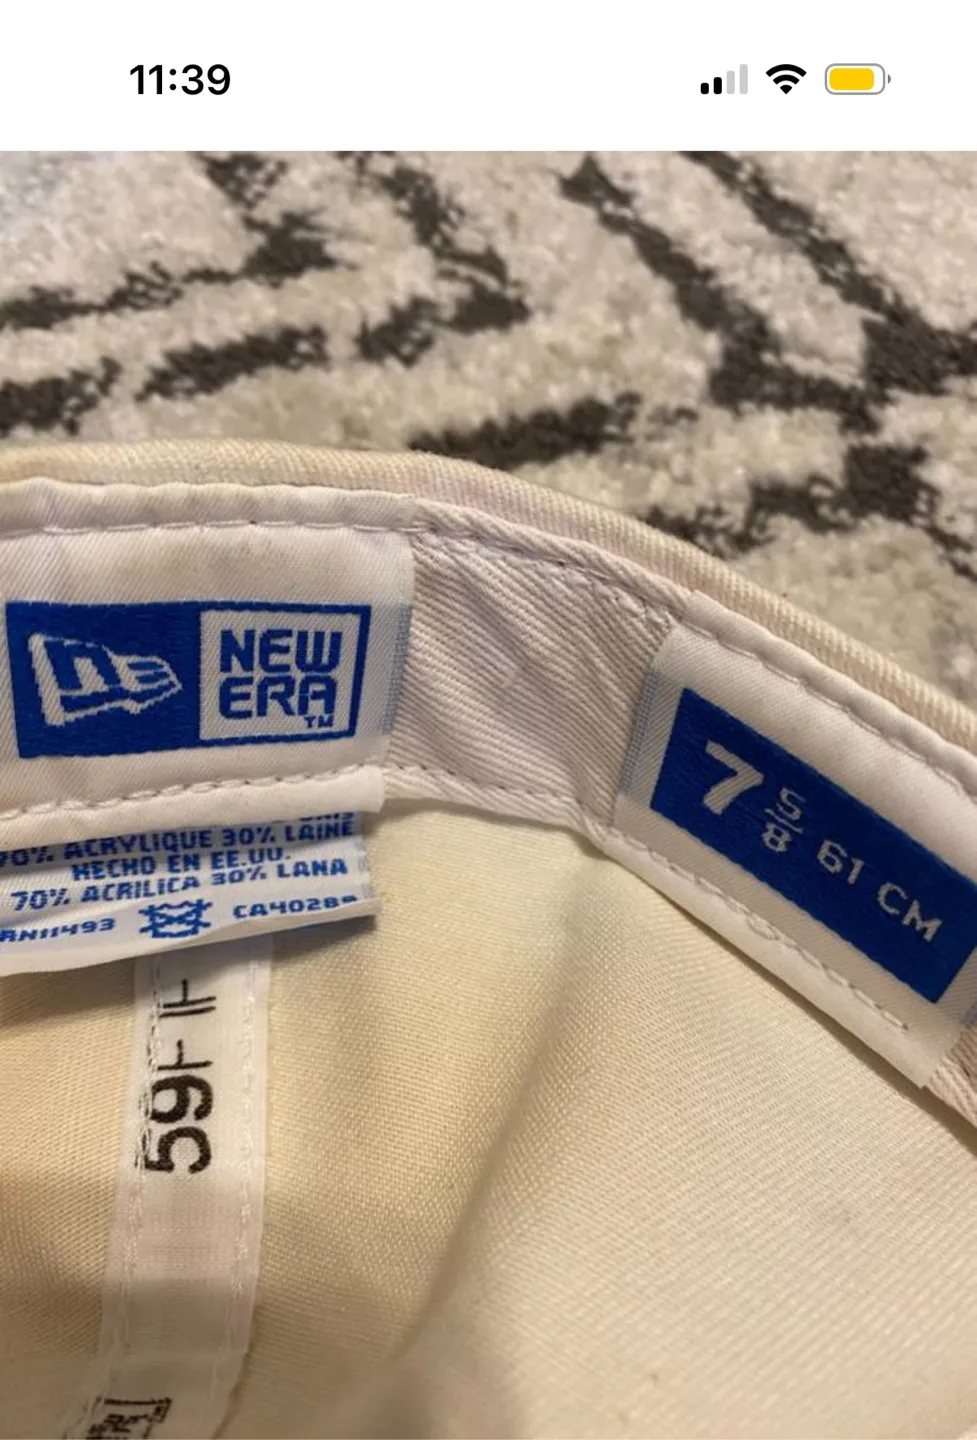 11:39
NEW
ERA
TM
7 5/8 61 CM
70% ACRYLIQUE 30% LAINE
HECHO EN EE.UU.
70% ACRILICA 30% LANA
RN11493
59F